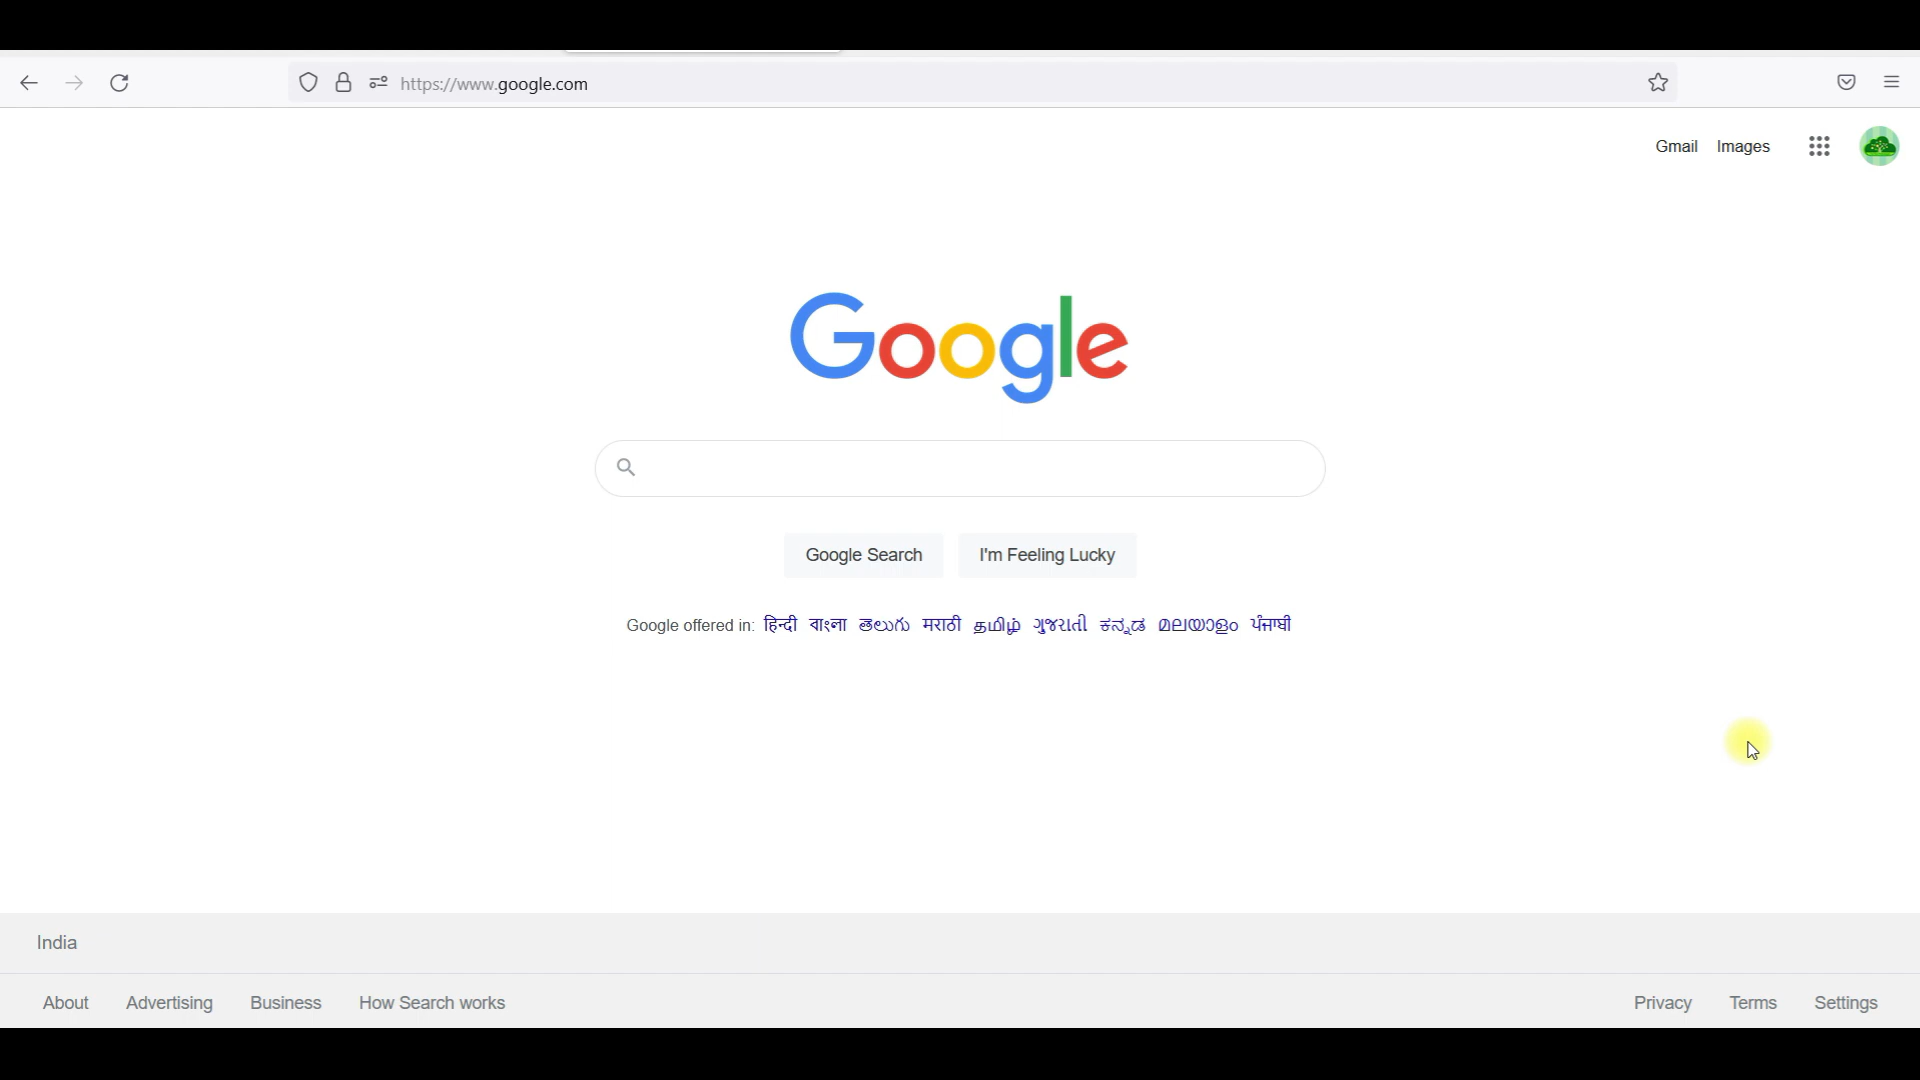 https://www.google.com
Gmail Images
Google
Google Search I'm Feeling Lucky
Google offered in: हिन्दी বাংলা తెలుగు मराठी தமிழ் ગુજરાતી ಕನ್ನಡ മലയാളം ਪੰਜਾਬੀ
India
About Advertising Business How Search works Privacy Terms Settings